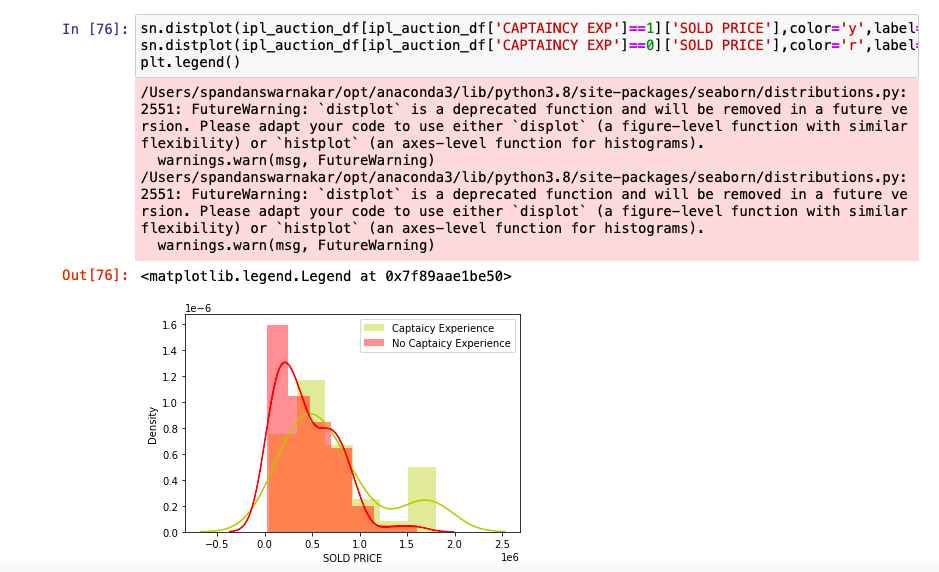 In [76]: sn.distplot(ipl_auction_df[ipl_auction_df['CAPTAINCY EXP']==1]['SOLD PRICE'],color='y',label=
sn.distplot(ipl_auction_df[ipl_auction_df['CAPTAINCY EXP']==0]['SOLD PRICE'],color='r',label=
plt.legend()
/Users/spandanswarnakar/opt/anaconda3/lib/python3.8/site-packages/seaborn/distributions.py:
2551: FutureWarning: `distplot` is a deprecated function and will be removed in a future ve
rsion. Please adapt your code to use either `displot` (a figure-level function with similar
flexibility) or `histplot` (an axes-level function for histograms).
warnings.warn(msg, FutureWarning)
/Users/spandanswarnakar/opt/anaconda3/lib/python3.8/site-packages/seaborn/distributions.py:
2551: FutureWarning: `distplot` is a deprecated function and will be removed in a future ve
rsion. Please adapt your code to use either `displot` (a figure-level function with similar
flexibility) or `histplot` (an axes-level function for histograms).
warnings.warn(msg, FutureWarning)
Out[76]: <matplotlib.legend.Legend at 0x7f89aae1be50>
1e−6
Captaicy Experience
No Captaicy Experience
1.6
1.4
1.2
1.0
0.8
0.6
0.4
0.2
0.0
Density
−0.5 0.0 0.5 1.0 1.5 2.0 2.5
1e6
SOLD PRICE